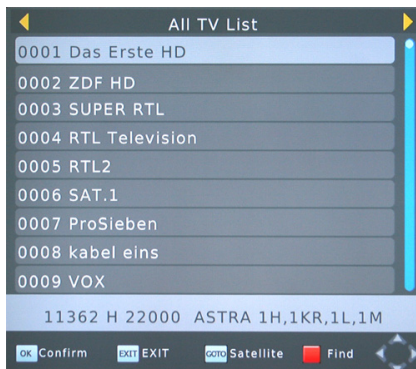 All TV List
0001 Das Erste HD
0002 ZDF HD
0003 SUPER RTL
0004 RTL Television
0005 RTL2
0006 SAT.1
0007 ProSieben
0008 kabel eins
0009 VOX
11362 H 22000 ASTRA 1H,1KR,1L,1M
OK Confirm EXIT EXIT GOTO Satellite Find